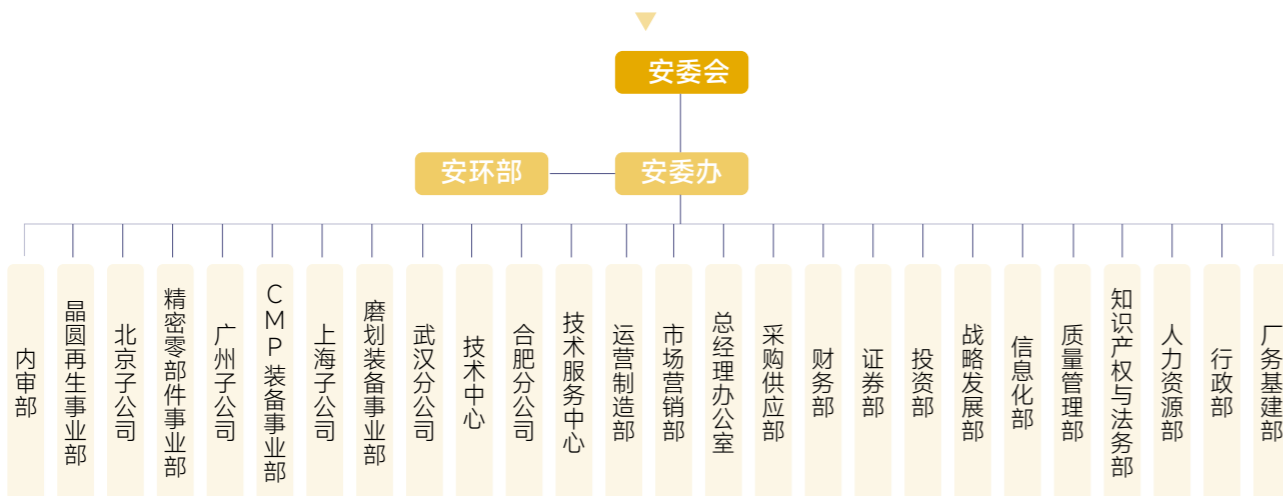 安委会
安环部
安委办
内审部
晶圆再生事业部
北京子公司
精密零部件事业部
广州子公司
CMP装备事业部
上海子公司
磨划装备事业部
武汉分公司
技术中心
合肥分公司
技术服务中心
运营制造部
市场营销部
总经理办公室
采购供应部
财务部
证券部
投资部
战略发展部
信息化部
质量管理部
知识产权与法务部
人力资源部
行政部
厂务基建部